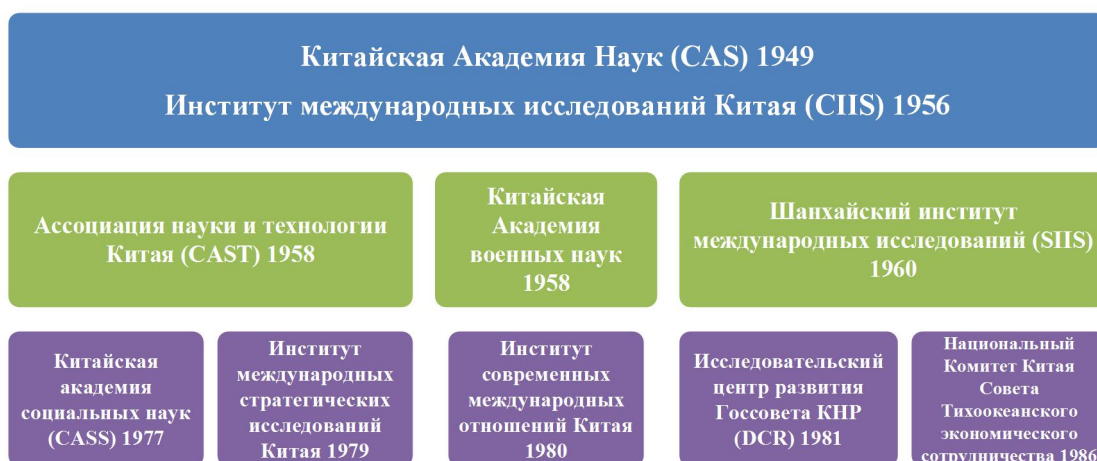 Китайская Академия Наук (CAS) 1949
Институт международных исследований Китая (CIIS) 1956
Ассоциация науки и технологии
Китая (CAST) 1958
Китайская
Академия
военных наук
1958
Шанхайский институт
международных исследований (SIIS)
1960
Китайская
академия
социальных наук
(CASS) 1977
Институт
международных
стратегических
исследований
Китая 1979
Институт
современных
международных
отношений Китая
1980
Исследовательский
центр развития
Госсовета КНР
(DCR) 1981
Национальный
Комитет Китая
Совета
Тихоокеанского
экономического
сотрудничества 1986